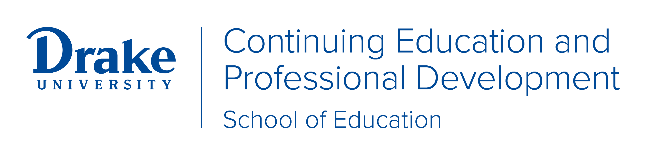 Drake
UNIVERSITY
Continuing Education and
Professional Development
School of Education